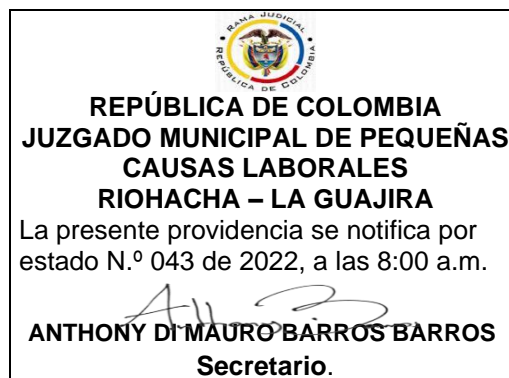 RAMA JUDICIAL
REPÚBLICA DE COLOMBIA
REPÚBLICA DE COLOMBIA
JUZGADO MUNICIPAL DE PEQUEÑAS
CAUSAS LABORALES
RIOHACHA – LA GUAJIRA
La presente providencia se notifica por
estado N.º 043 de 2022, a las 8:00 a.m.
ANTHONY DI MAURO BARROS BARROS
Secretario.